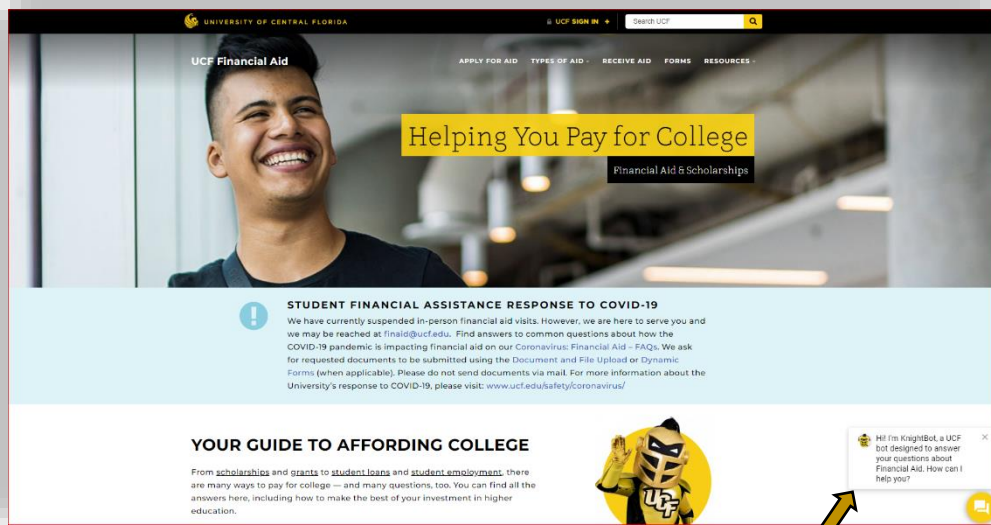 UNIVERSITY OF CENTRAL FLORIDA
UCF SIGN IN +
Search UCF
UCF Financial Aid
APPLY FOR AID TYPES OF AID RECEIVE AID FORMS RESOURCES
Helping You Pay for College
Financial Aid & Scholarships
STUDENT FINANCIAL ASSISTANCE RESPONSE TO COVID-19
We have currently suspended in-person financial aid visits. However, we are here to serve you and
we may be reached at finaid@ucf.edu. Find answers to common questions about how the
COVID-19 pandemic is impacting financial aid on our Coronavirus: Financial Aid – FAQs. We ask
for requested documents to be submitted using the Document and File Upload or Dynamic
Forms (when applicable). Please do not send documents via mail. For more information about the
University's response to COVID-19, please visit: www.ucf.edu/safety/coronavirus/
YOUR GUIDE TO AFFORDING COLLEGE
From scholarships and grants to student loans and student employment, there
are many ways to pay for college — and many questions, too. You can find all the
answers here, including how to make the best of your investment in higher
education.
UCF
Hi! I'm KnightBot, a UCF
bot designed to answer
your questions about
Financial Aid. How can I
help you?